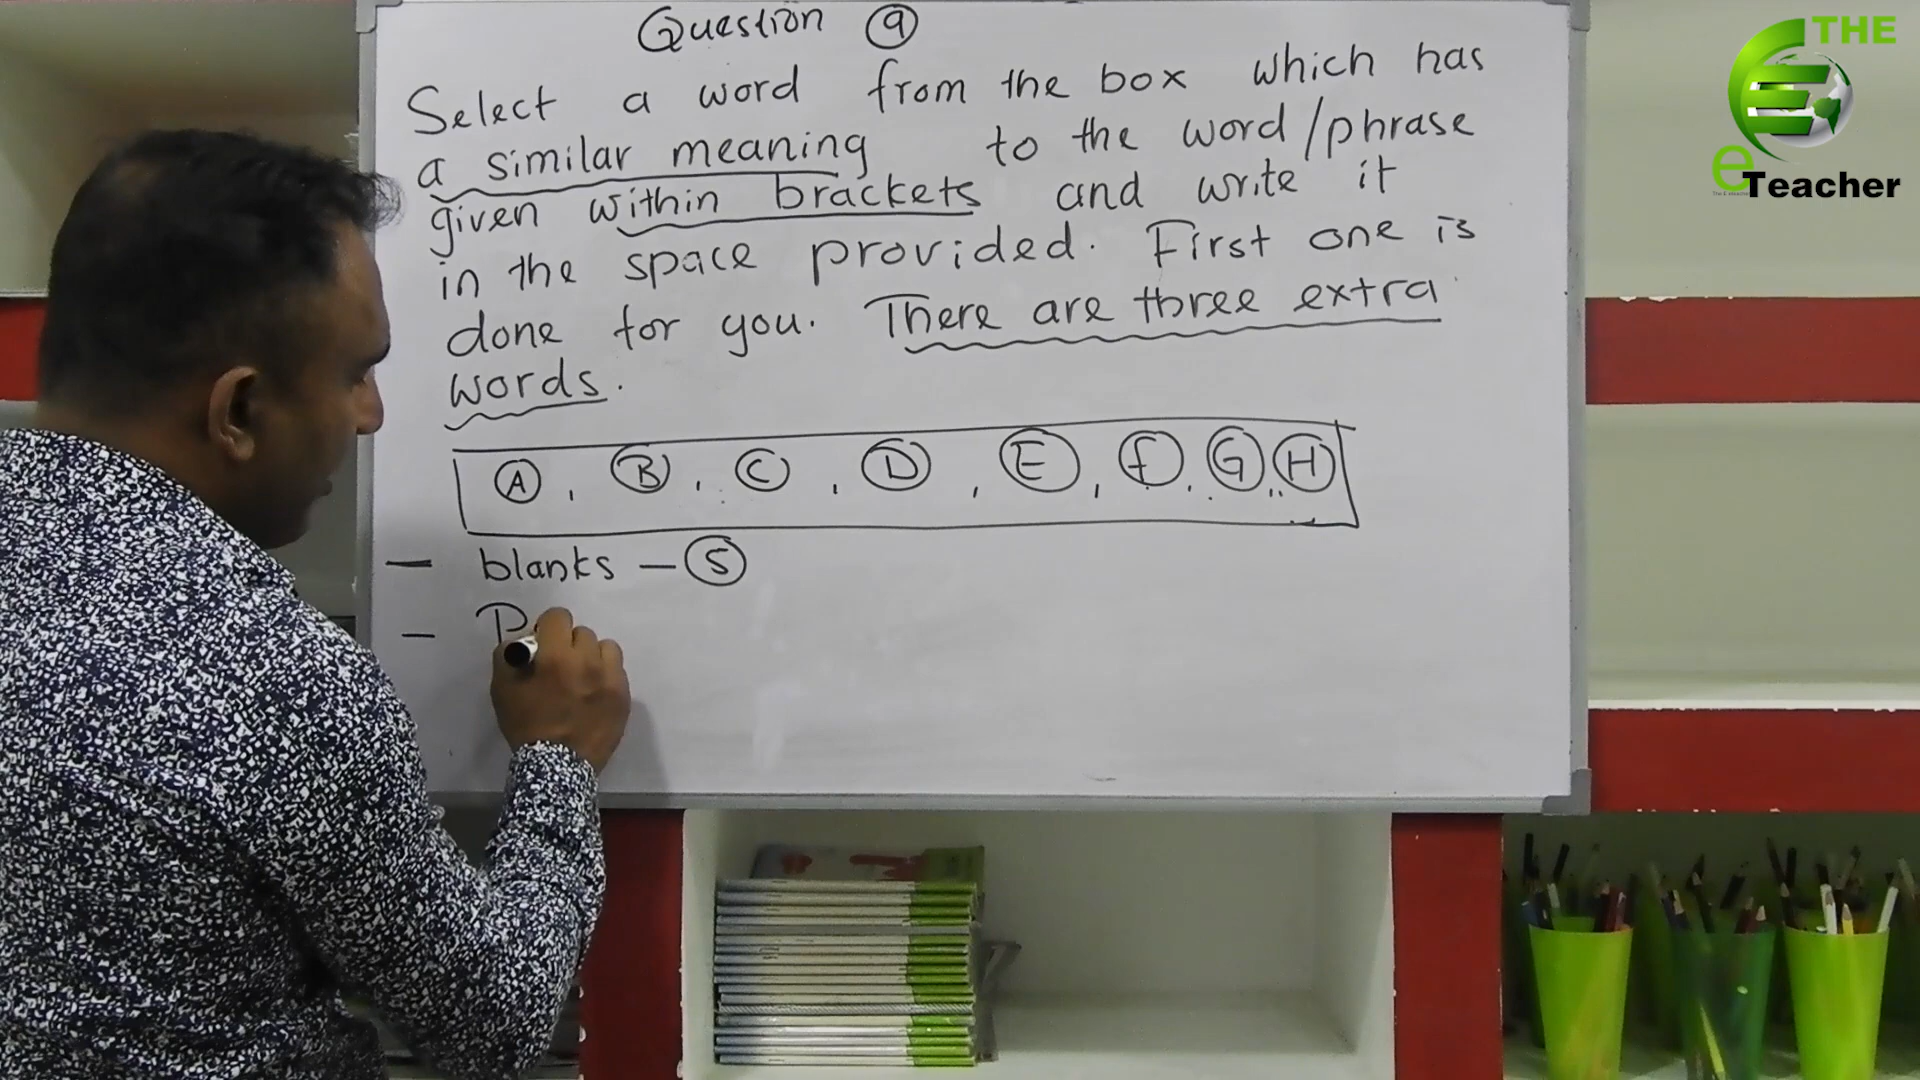 Question 9
Select a word from the box which has
a similar meaning to the word/phrase
given within brackets and write it
in the space provided. First one is
done for you. There are three extra
words.
A, B, C, D, E, F, G, H
— blanks — 5
—
THE
e Teacher